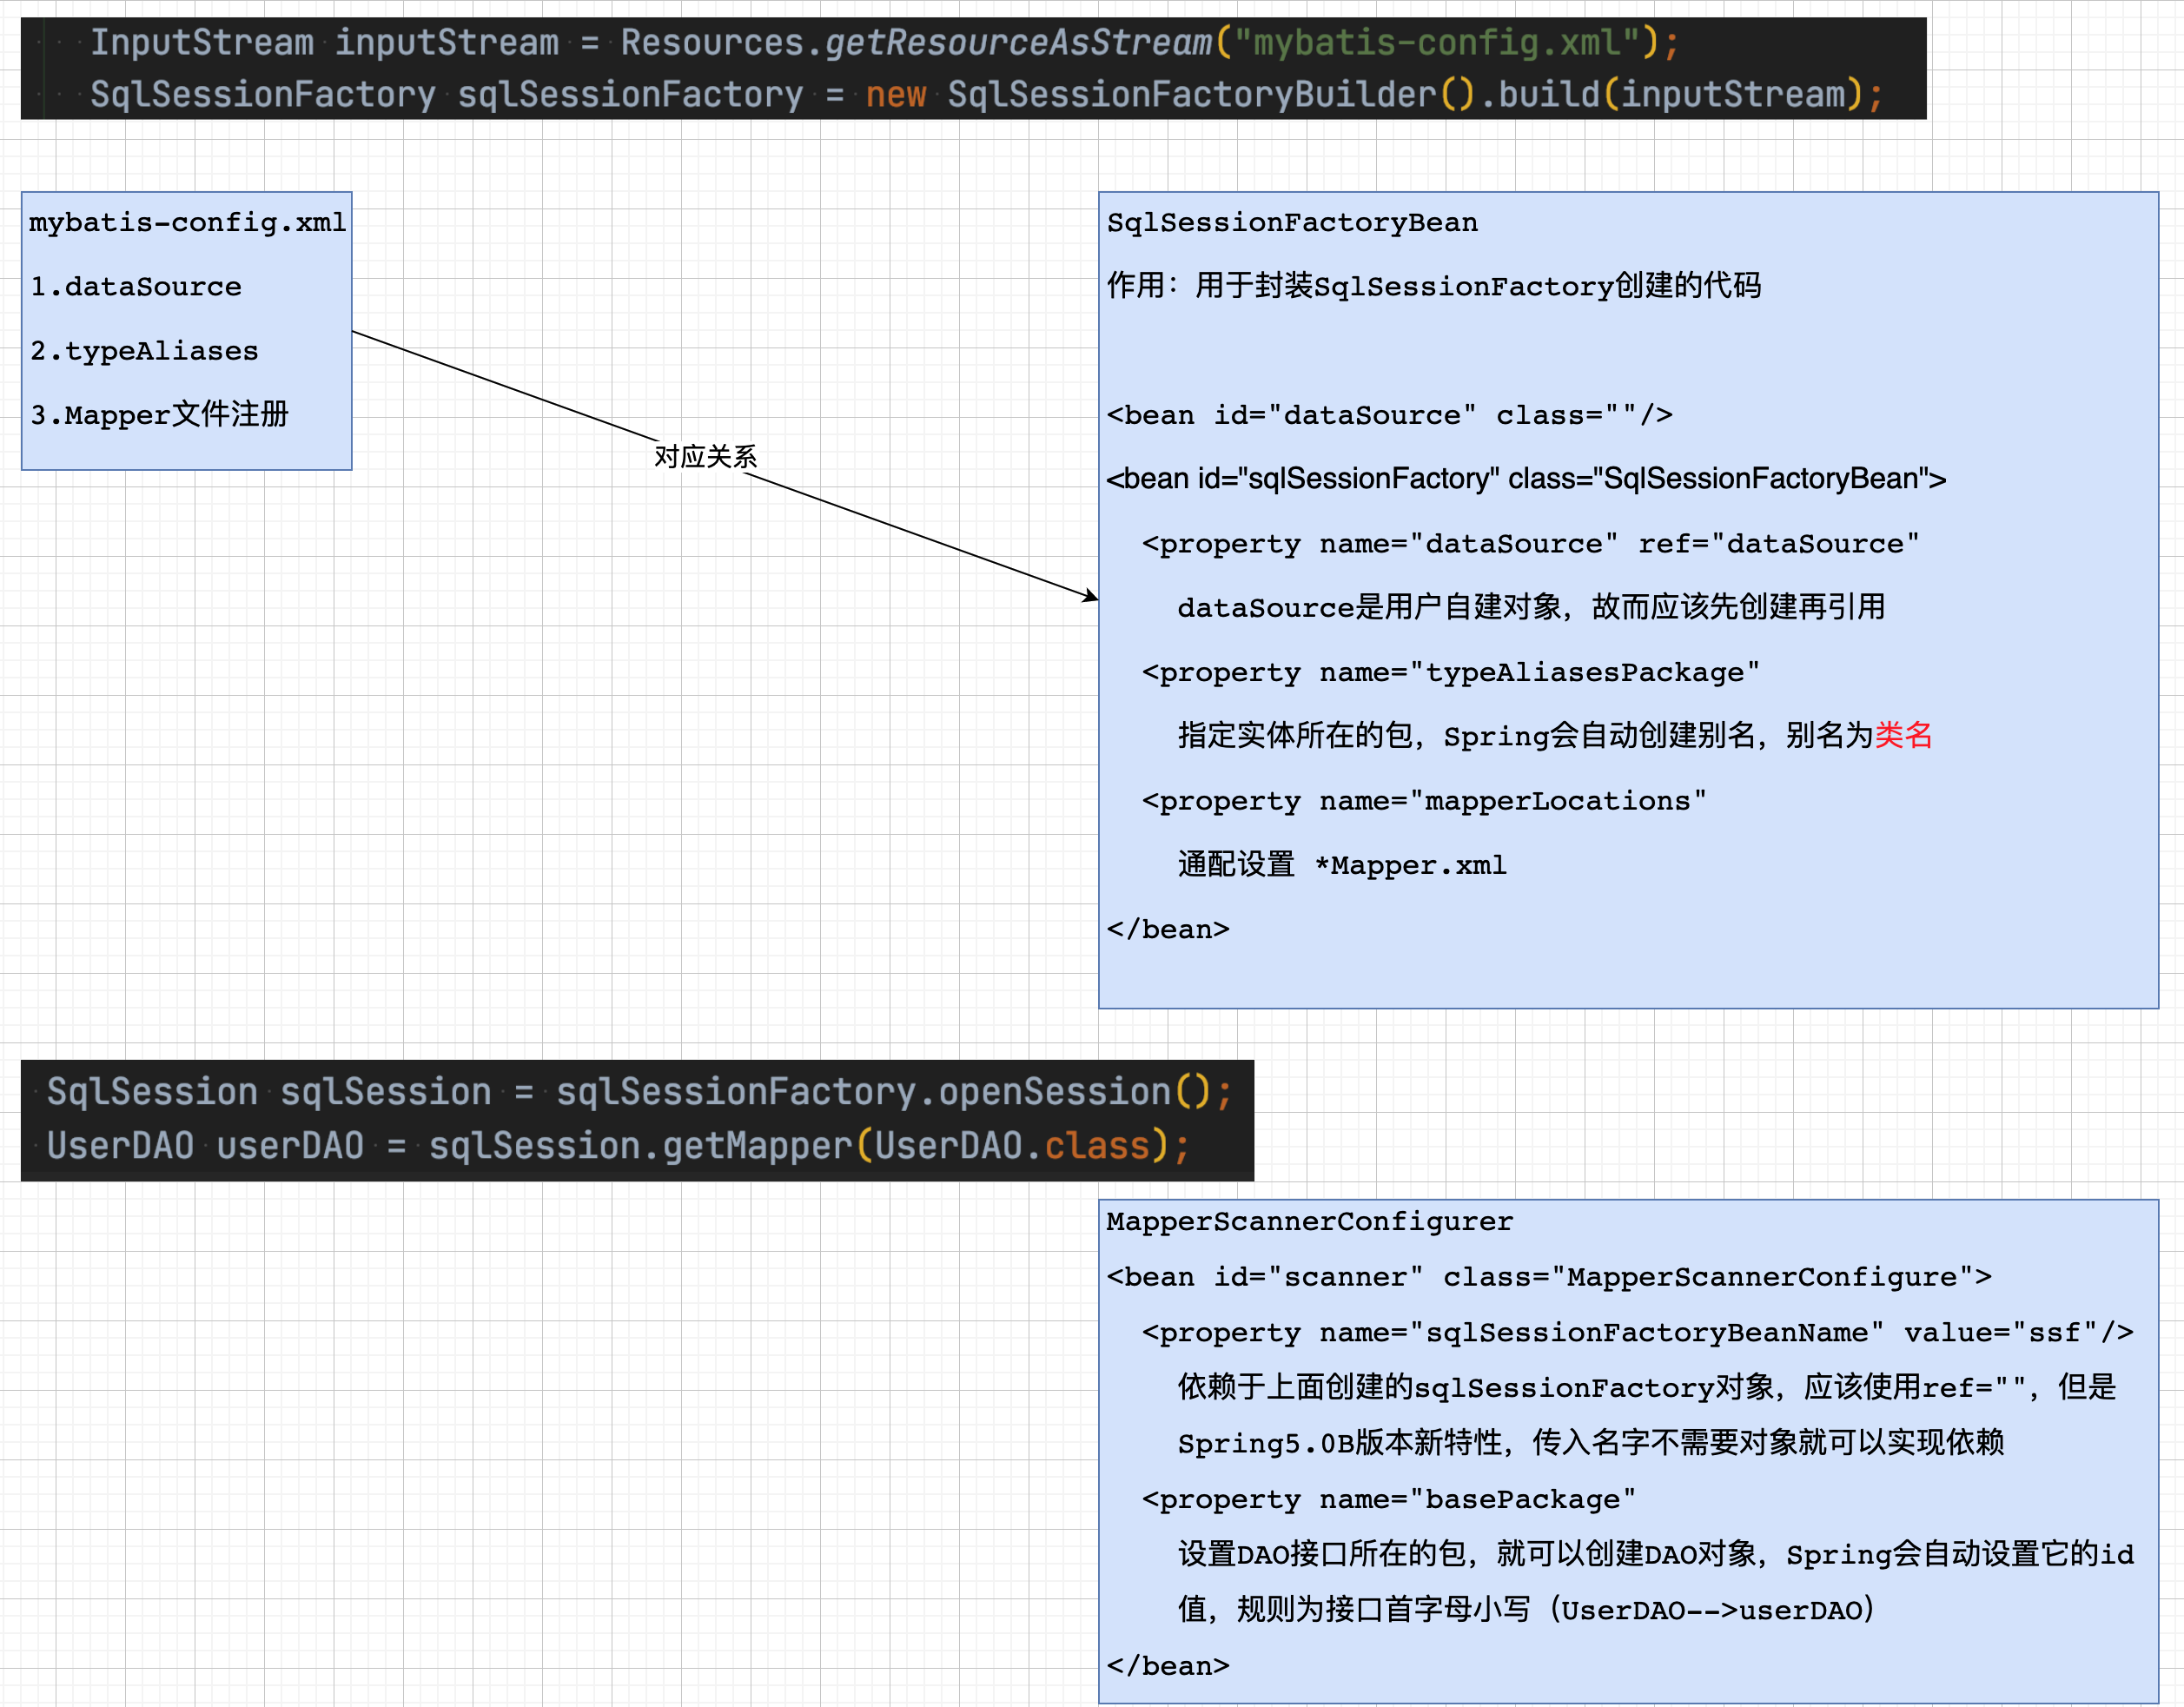 InputStream inputStream = Resources.getResourceAsStream("mybatis-config.xml");
SqlSessionFactory sqlSessionFactory = new SqlSessionFactoryBuilder().build(inputStream);
mybatis-config.xml
1.dataSource
2.typeAliases
3.Mapper文件注册
对应关系
SqlSessionFactoryBean
作用：用于封装SqlSessionFactory创建的代码
<bean id="dataSource" class=""/>
<bean id="sqlSessionFactory" class="SqlSessionFactoryBean">
<property name="dataSource" ref="dataSource"
dataSource是用户自建对象，故而应该先创建再引用
<property name="typeAliasesPackage"
指定实体所在的包，Spring会自动创建别名，别名为类名
<property name="mapperLocations"
通配设置 *Mapper.xml
</bean>
SqlSession sqlSession = sqlSessionFactory.openSession();
UserDAO userDAO = sqlSession.getMapper(UserDAO.class);
MapperScannerConfigurer
<bean id="scanner" class="MapperScannerConfigure">
<property name="sqlSessionFactoryBeanName" value="ssf"/>
依赖于上面创建的sqlSessionFactory对象，应该使用ref=""，但是
Spring5.0B版本新特性，传入名字不需要对象就可以实现依赖
<property name="basePackage"
设置DAO接口所在的包，就可以创建DAO对象，Spring会自动设置它的id
值，规则为接口首字母小写（UserDAO-->userDAO）
</bean>